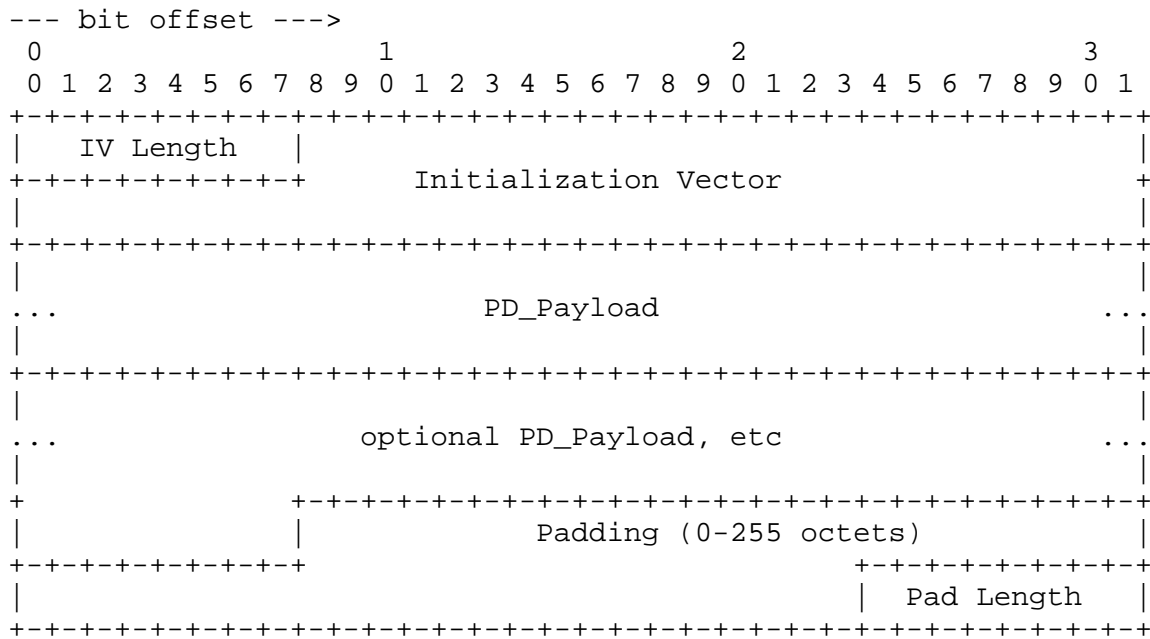 --- bit offset --->
 0                   1                   2                   3
 0 1 2 3 4 5 6 7 8 9 0 1 2 3 4 5 6 7 8 9 0 1 2 3 4 5 6 7 8 9 0 1
+-+-+-+-+-+-+-+-+-+-+-+-+-+-+-+-+-+-+-+-+-+-+-+-+-+-+-+-+-+-+-+-+
|   IV Length   |                                               |
+-+-+-+-+-+-+-+-+      Initialization Vector                    +
|                                                               |
+-+-+-+-+-+-+-+-+-+-+-+-+-+-+-+-+-+-+-+-+-+-+-+-+-+-+-+-+-+-+-+-+
|                                                               |
...                        PD_Payload                         ...
|                                                               |
+-+-+-+-+-+-+-+-+-+-+-+-+-+-+-+-+-+-+-+-+-+-+-+-+-+-+-+-+-+-+-+-+
|                                                               |
...                 optional PD_Payload, etc                  ...
|                                                               |
+               +-+-+-+-+-+-+-+-+-+-+-+-+-+-+-+-+-+-+-+-+-+-+-+-+
|               |             Padding (0-255 octets)            |
+-+-+-+-+-+-+-+-+                               +-+-+-+-+-+-+-+-+
|                                               |  Pad Length   |
+-+-+-+-+-+-+-+-+-+-+-+-+-+-+-+-+-+-+-+-+-+-+-+-+-+-+-+-+-+-+-+-+